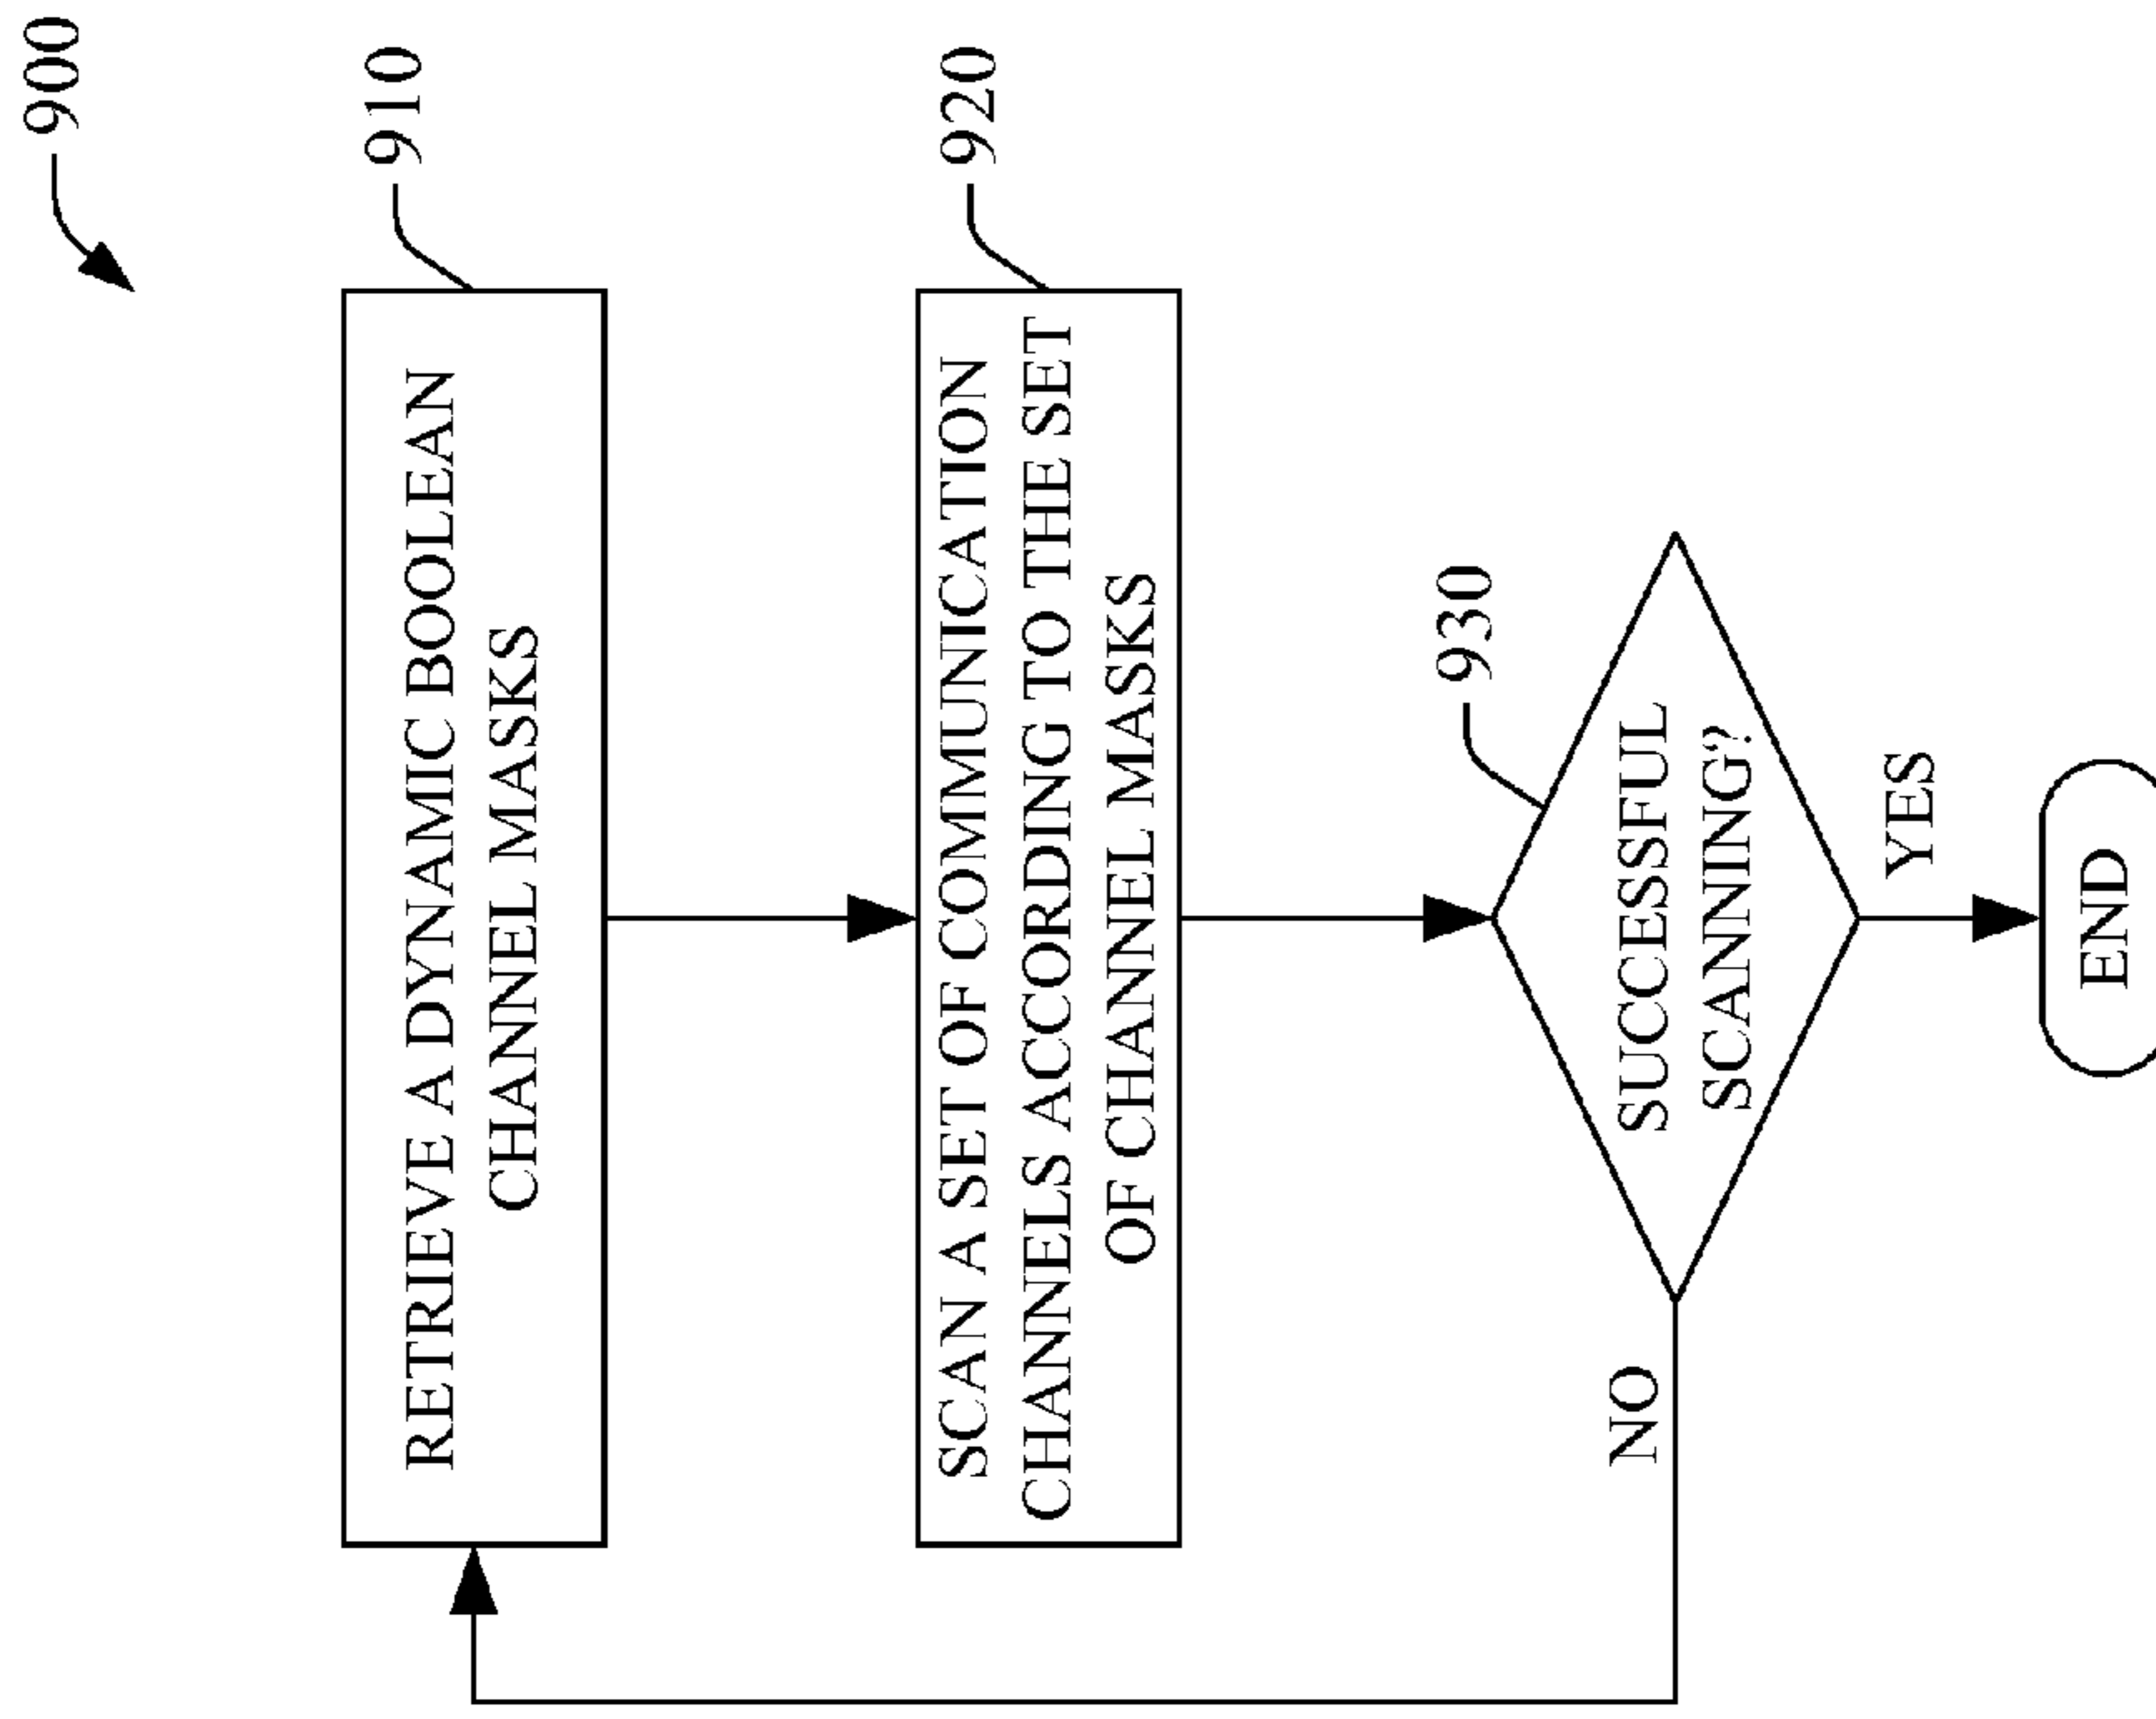 900
910
RETRIEVE A DYNAMIC BOOLEAN
CHANNEL MASKS
920
SCAN A SET OF COMMUNICATION
CHANNELS ACCORDING TO THE SET
OF CHANNEL MASKS
930
SUCCESSFUL
SCANNING?
NO
YES
END